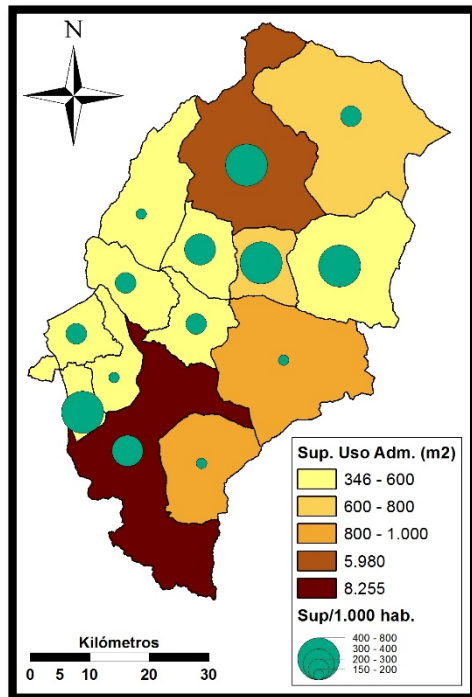 N
Sup. Uso Adm. (m2)
346 - 600
600 - 800
800 - 1.000
5.980
8.255
Sup/1.000 hab.
400 - 800
300 - 400
200 - 300
150 - 200
Kilómetros
0 5 10 20 30